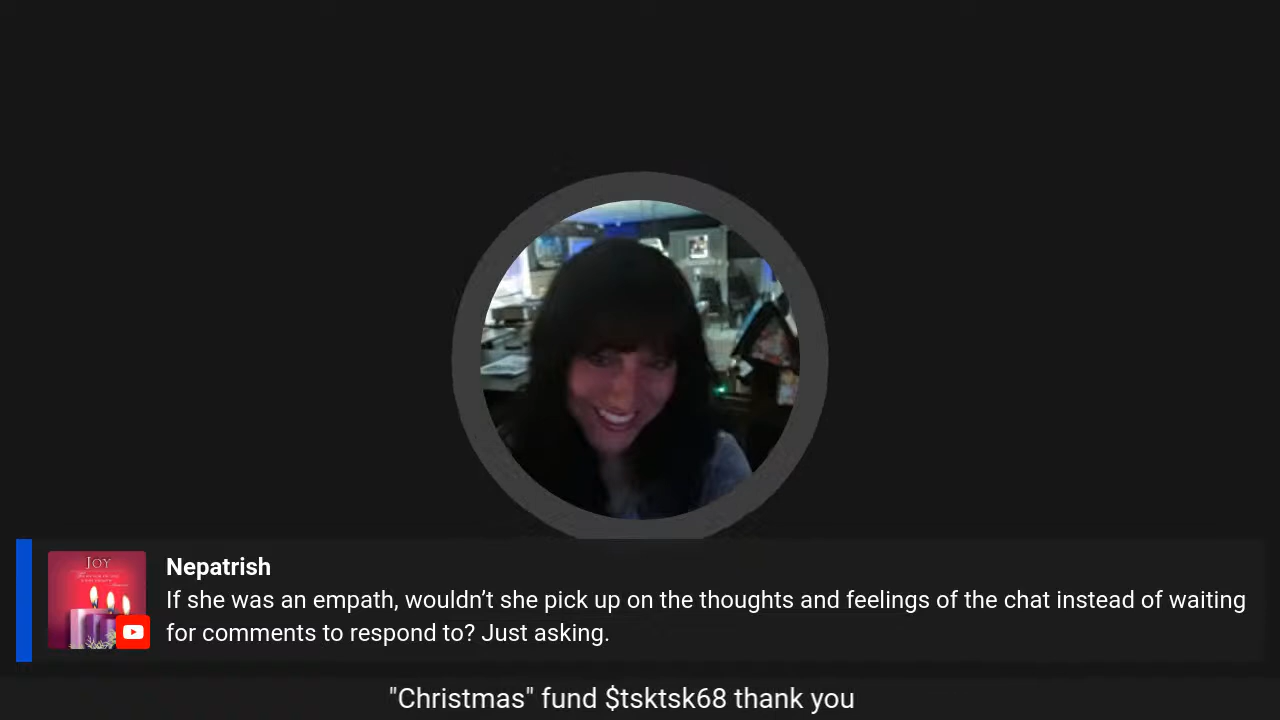 JOY
Nepatrish
If she was an empath, wouldn’t she pick up on the thoughts and feelings of the chat instead of waiting
for comments to respond to? Just asking.
"Christmas" fund $tsktsk68 thank you